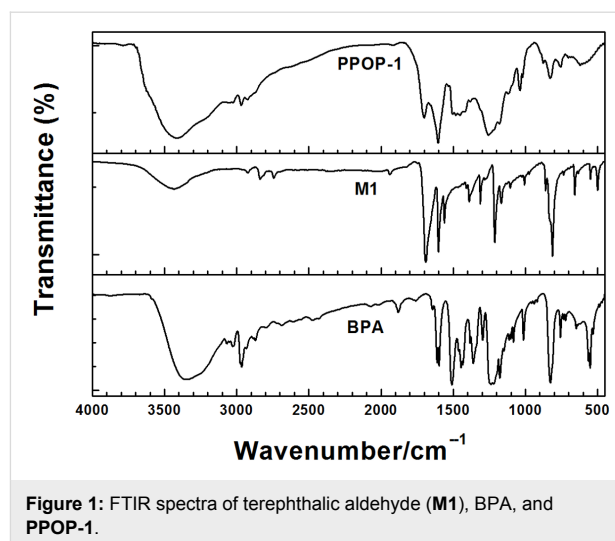 PPOP-1
M1
BPA
Transmittance (%)
4000 3500 3000 2500 2000 1500 1000 500
Wavenumber/cm⁻¹
Figure 1: FTIR spectra of terephthalic aldehyde (M1), BPA, and
PPOP-1.